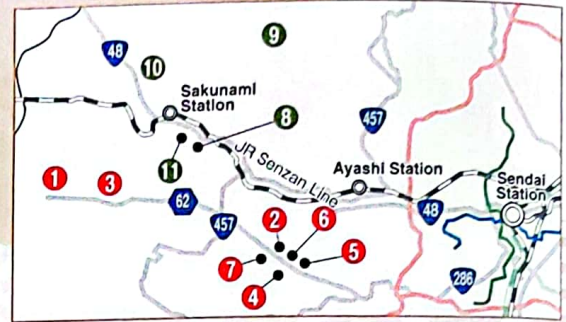 9
48
10
Sakunami
Station
8
457
JR Senzan Line
11
Ayashi Station
1
3
Sendai
Station
62
48
457
2
6
7
5
4
286